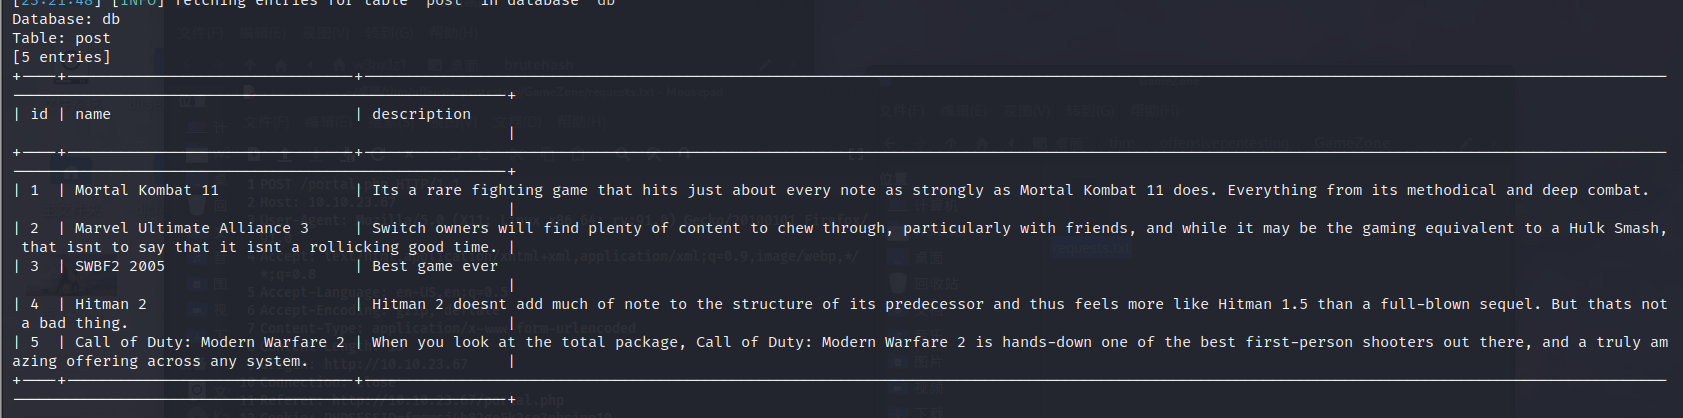 [23:21:48] [INFO] fetching entries for table 'post' in database 'db'
Database: db
Table: post
[5 entries]
| id | name | description |
| 1 | Mortal Kombat 11 | Its a rare fighting game that hits just about every note as strongly as Mortal Kombat 11 does. Everything from its methodical and deep combat. |
| 2 | Marvel Ultimate Alliance 3 | Switch owners will find plenty of content to chew through, particularly with friends, and while it may be the gaming equivalent to a Hulk Smash,
that isnt to say that it isnt a rollicking good time. |
| 3 | SWBF2 2005 | Best game ever |
| 4 | Hitman 2 | Hitman 2 doesnt add much of note to the structure of its predecessor and thus feels more like Hitman 1.5 than a full-blown sequel. But thats not
a bad thing. |
| 5 | Call of Duty: Modern Warfare 2 | When you look at the total package, Call of Duty: Modern Warfare 2 is hands-down one of the best first-person shooters out there, and a truly am
azing offering across any system. |